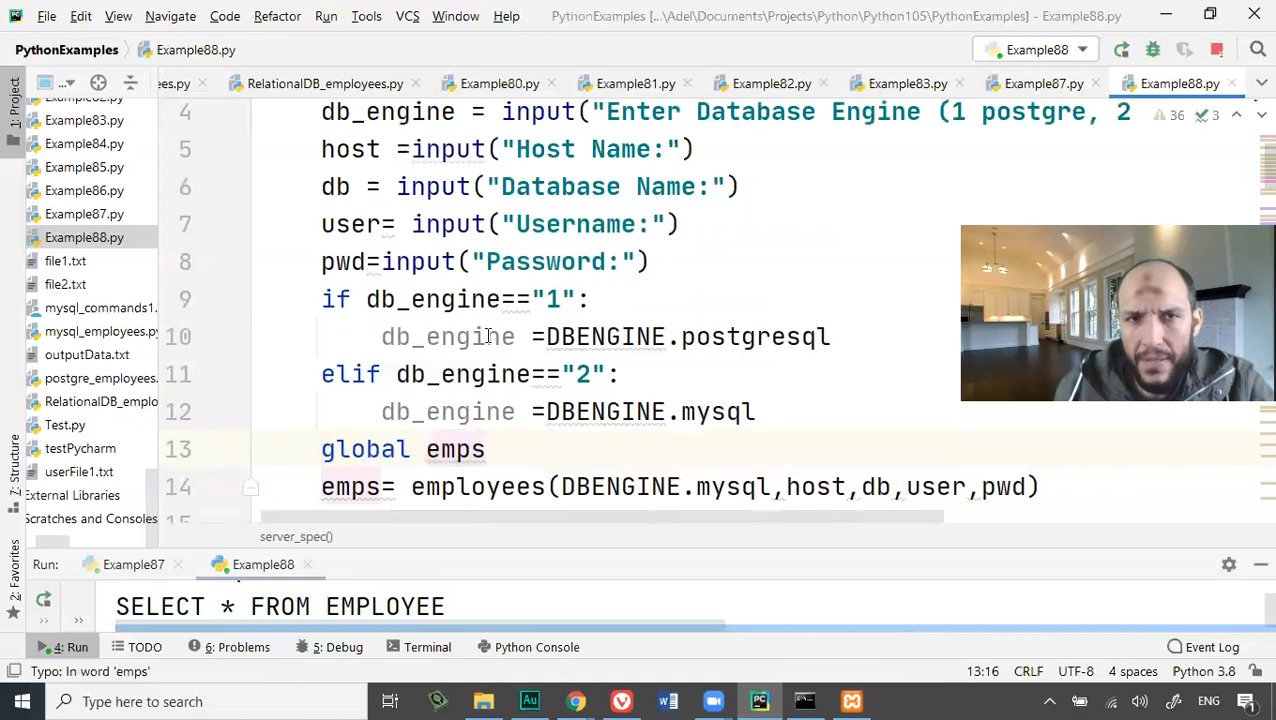 File Edit View Navigate Code Refactor Run Tools VCS Window Help PythonExamples [...\Adel\Documents\Projects\Python\Python105\PythonExamples] - Example88.py
PythonExamples Example88.py Example88
...ees.py RelationalDB_employees.py Example80.py Example81.py Example82.py Example83.py Example87.py Example88.py
1: Project
Example83.py
Example84.py
Example85.py
Example86.py
Example87.py
Example88.py
file1.txt
file2.txt
mysql_commands1.
mysql_employees.py
outputData.txt
postgre_employees.
RelationalDB_emplo
Test.py
testPycharm
userFile1.txt
External Libraries
Scratches and Consoles
36 3
4 db_engine = input("Enter Database Engine (1 postgre, 2
5 host =input("Host Name:")
6 db = input("Database Name:")
7 user= input("Username:")
8 pwd=input("Password:")
9 if db_engine=="1":
10 db_engine =DBENGINE.postgresql
11 elif db_engine=="2":
12 db_engine =DBENGINE.mysql
13 global emps
14 emps= employees(DBENGINE.mysql,host,db,user,pwd)
15
server_spec()
7: Structure
2: Favorites
Run: Example87 Example88
SELECT * FROM EMPLOYEE
4: Run TODO 6: Problems 5: Debug Terminal Python Console Event Log
Typo: In word 'emps' 13:16 CRLF UTF-8 4 spaces Python 3.8
Type here to search ENG